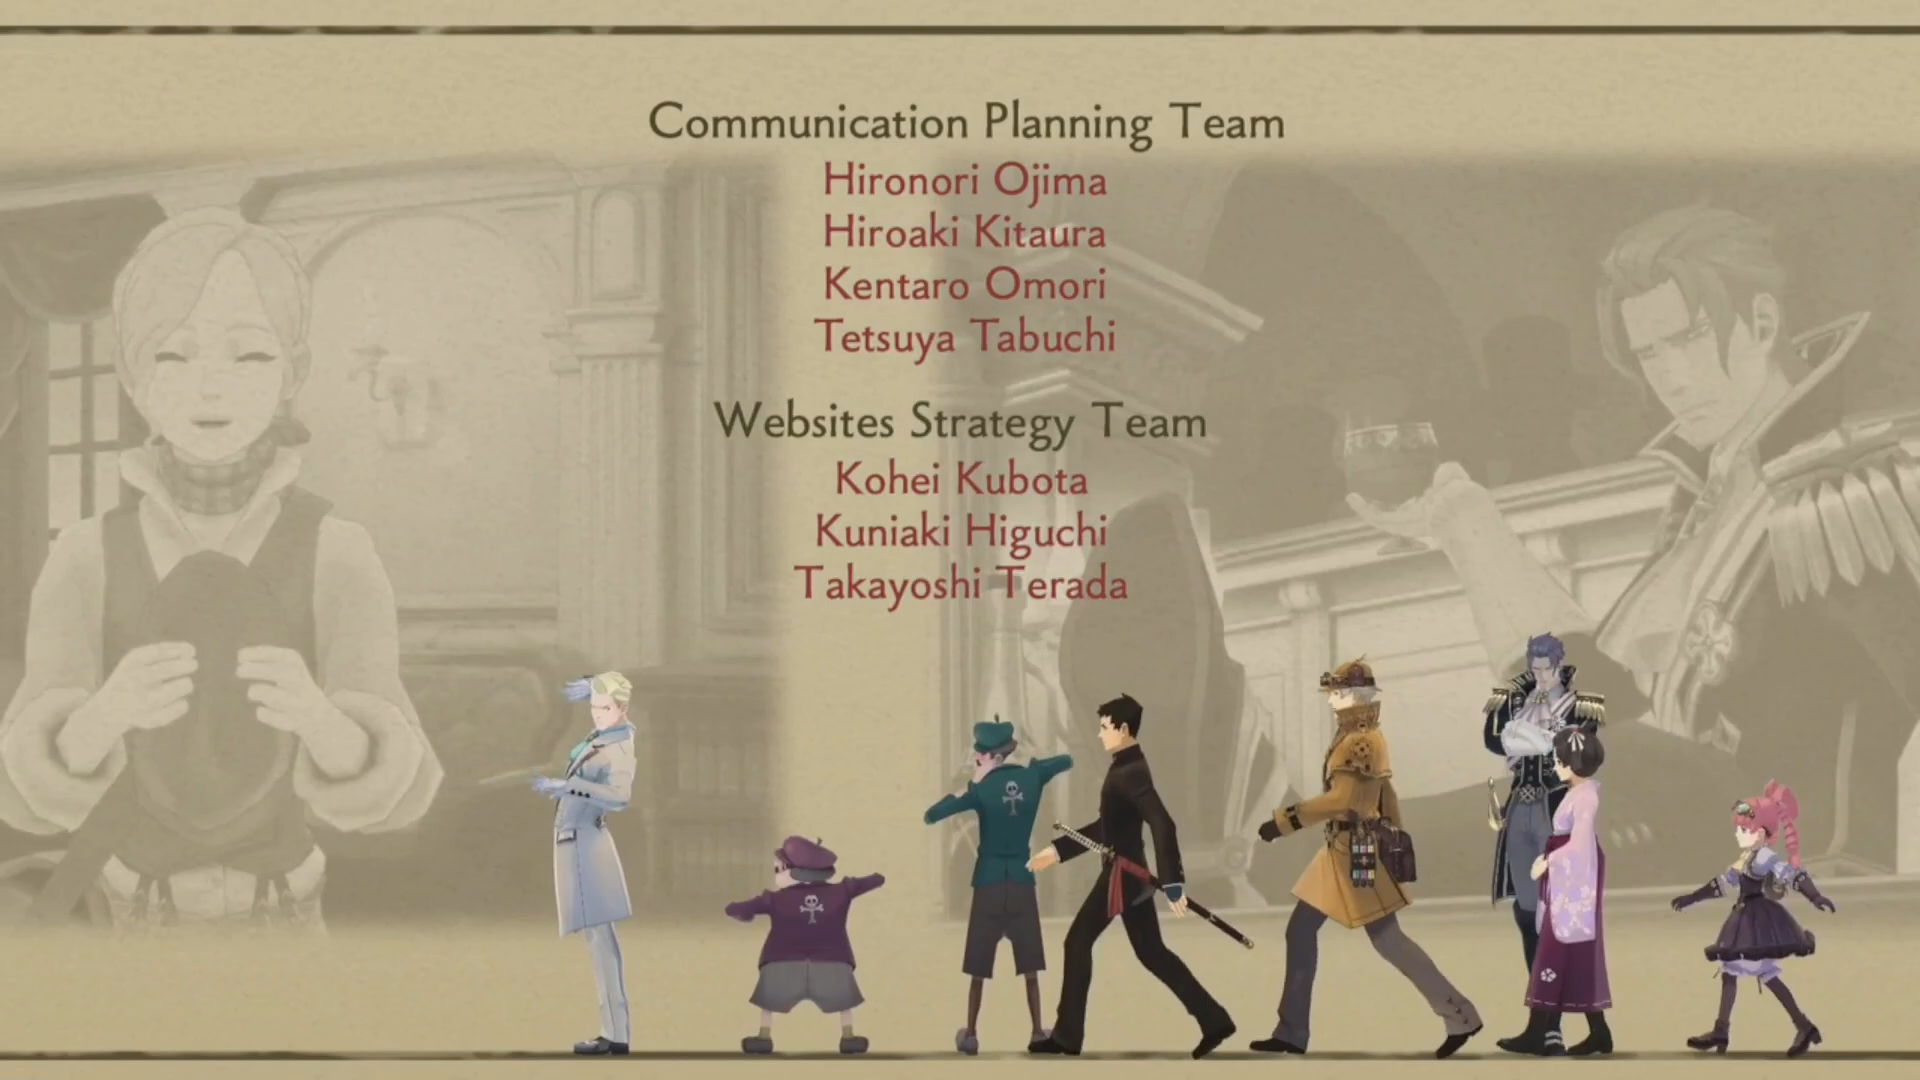 Communication Planning Team
Hironori Ojima
Hiroaki Kitaura
Kentaro Omori
Tetsuya Tabuchi
Websites Strategy Team
Kohei Kubota
Kuniaki Higuchi
Takayoshi Terada